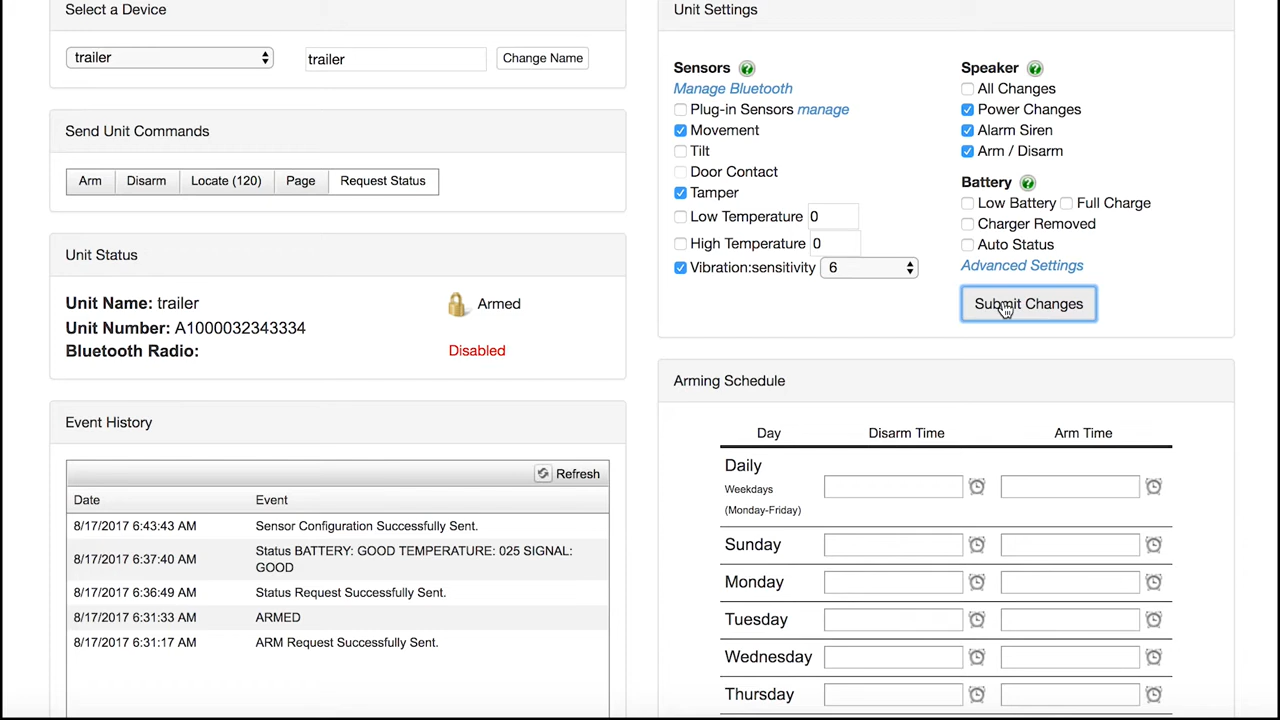 Select a Device
trailer
trailer
Change Name
Send Unit Commands
Arm
Disarm
Locate (120)
Page
Request Status
Unit Status
Unit Name: trailer
Armed
Unit Number: A1000032343334
Bluetooth Radio:
Disabled
Event History
Refresh
Date
Event
8/17/2017 6:43:43 AM
Sensor Configuration Successfully Sent.
8/17/2017 6:37:40 AM
Status BATTERY: GOOD TEMPERATURE: 025 SIGNAL:
GOOD
8/17/2017 6:36:49 AM
Status Request Successfully Sent.
8/17/2017 6:31:33 AM
ARMED
8/17/2017 6:31:17 AM
ARM Request Successfully Sent.
Unit Settings
Sensors
Manage Bluetooth
Plug-in Sensors manage
Movement
Tilt
Door Contact
Tamper
Low Temperature 0
High Temperature 0
Vibration:sensitivity 6
Speaker
All Changes
Power Changes
Alarm Siren
Arm / Disarm
Battery
Low Battery Full Charge
Charger Removed
Auto Status
Advanced Settings
Submit Changes
Arming Schedule
Day
Disarm Time
Arm Time
Daily
Weekdays
(Monday-Friday)
Sunday
Monday
Tuesday
Wednesday
Thursday